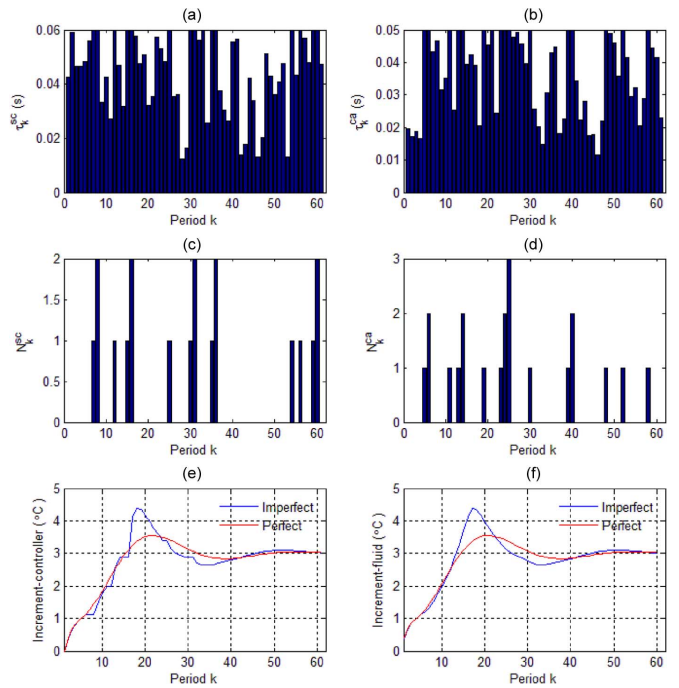 (a)
0.06
0.04
0.02
0
τ_k^sc (s)
0 10 20 30 40 50 60
Period k
(b)
0.05
0.04
0.03
0.02
0.01
0
τ_k^ca (s)
0 10 20 30 40 50 60
Period k
(c)
2
1.5
1
0.5
0
N_k^sc
0 10 20 30 40 50 60
Period k
(d)
3
2
1
0
N_k^ca
0 10 20 30 40 50 60
Period k
(e)
5
4
3
2
1
0
Increment-controller (°C)
Imperfect
Perfect
10 20 30 40 50 60
Period k
(f)
5
4
3
2
1
0
Increment-fluid (°C)
Imperfect
Perfect
10 20 30 40 50 60
Period k